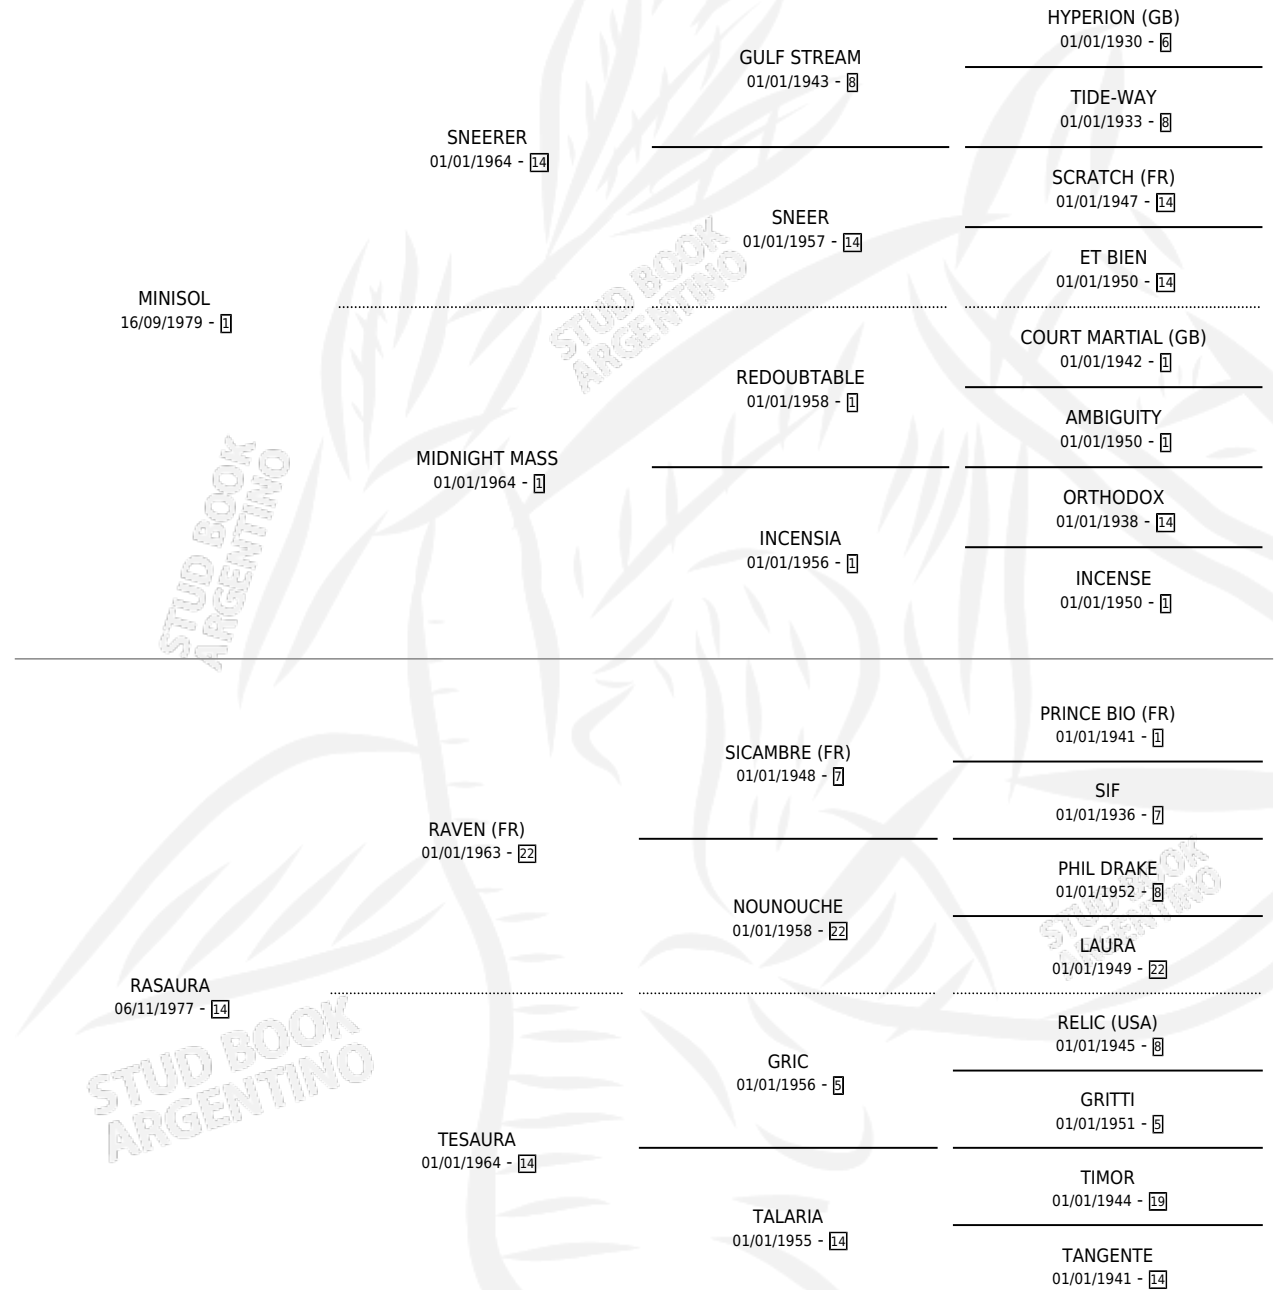 HYPERION (GB)
01/01/1930 - 6
GULF STREAM
01/01/1943 - 8
TIDE-WAY
01/01/1933 - 8
SNEERER
01/01/1964 - 14
SCRATCH (FR)
01/01/1947 - 14
SNEER
01/01/1957 - 14
ET BIEN
01/01/1950 - 14
MINISOL
16/09/1979 - 1
COURT MARTIAL (GB)
01/01/1942 - 1
REDOUBTABLE
01/01/1958 - 1
AMBIGUITY
01/01/1950 - 1
MIDNIGHT MASS
01/01/1964 - 1
ORTHODOX
01/01/1938 - 14
INCENSIA
01/01/1956 - 1
INCENSE
01/01/1950 - 1
STUD BOOK
ARGENTINO
STUD BOOK
ARGENTINO
PRINCE BIO (FR)
01/01/1941 - 1
SICAMBRE (FR)
01/01/1948 - 7
SIF
01/01/1936 - 7
RAVEN (FR)
01/01/1963 - 22
PHIL DRAKE
01/01/1952 - 8
NOUNOUCHE
01/01/1958 - 22
LAURA
01/01/1949 - 22
RASAURA
06/11/1977 - 14
RELIC (USA)
01/01/1945 - 8
GRIC
01/01/1956 - 5
GRITTI
01/01/1951 - 5
TESAURA
01/01/1964 - 14
TIMOR
01/01/1944 - 19
TALARIA
01/01/1955 - 14
TANGENTE
01/01/1941 - 14
STUD BOOK
ARGENTINO
STUD BOOK
ARGENTINO